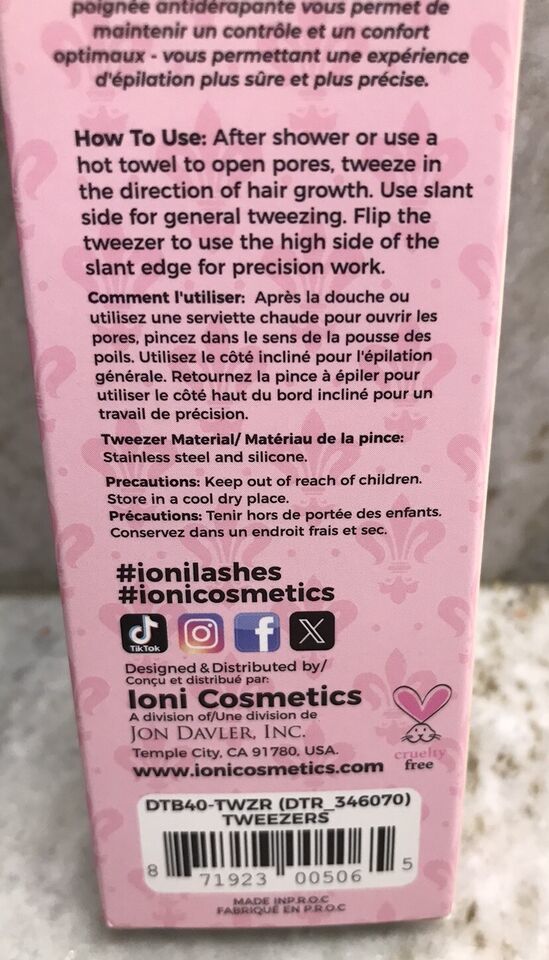 poignée antidérapante vous permet de
maintenir un contrôle et un confort
optimaux - vous permettant une expérience
d'épilation plus sûre et plus précise.
How To Use: After shower or use a
hot towel to open pores, tweeze in
the direction of hair growth. Use slant
side for general tweezing. Flip the
tweezer to use the high side of the
slant edge for precision work.
Comment l'utiliser: Après la douche ou
utilisez une serviette chaude pour ouvrir les
pores, pincez dans le sens de la pousse des
poils. Utilisez le côté incliné pour l'épilation
générale. Retournez la pince à épiler pour
utiliser le côté haut du bord incliné pour un
travail de précision.
Tweezer Material/ Matériau de la pince:
Stainless steel and silicone.
Precautions: Keep out of reach of children.
Store in a cool dry place.
Précautions: Tenir hors de portée des enfants.
Conservez dans un endroit frais et sec.
#ionilashes
#ionicosmetics
TikTok
Designed & Distributed by/
Conçu et distribué par:
Ioni Cosmetics
A division of/Une division de
JON DAVLER, INC.
Temple City, CA 91780, USA.
www.ionicosmetics.com
cruelty
free
DTB40-TWZR (DTR_346070)
TWEEZERS
8 71923 00506 5
MADE INP.R.O.C
FABRIQUÉ EN P.R.O.C